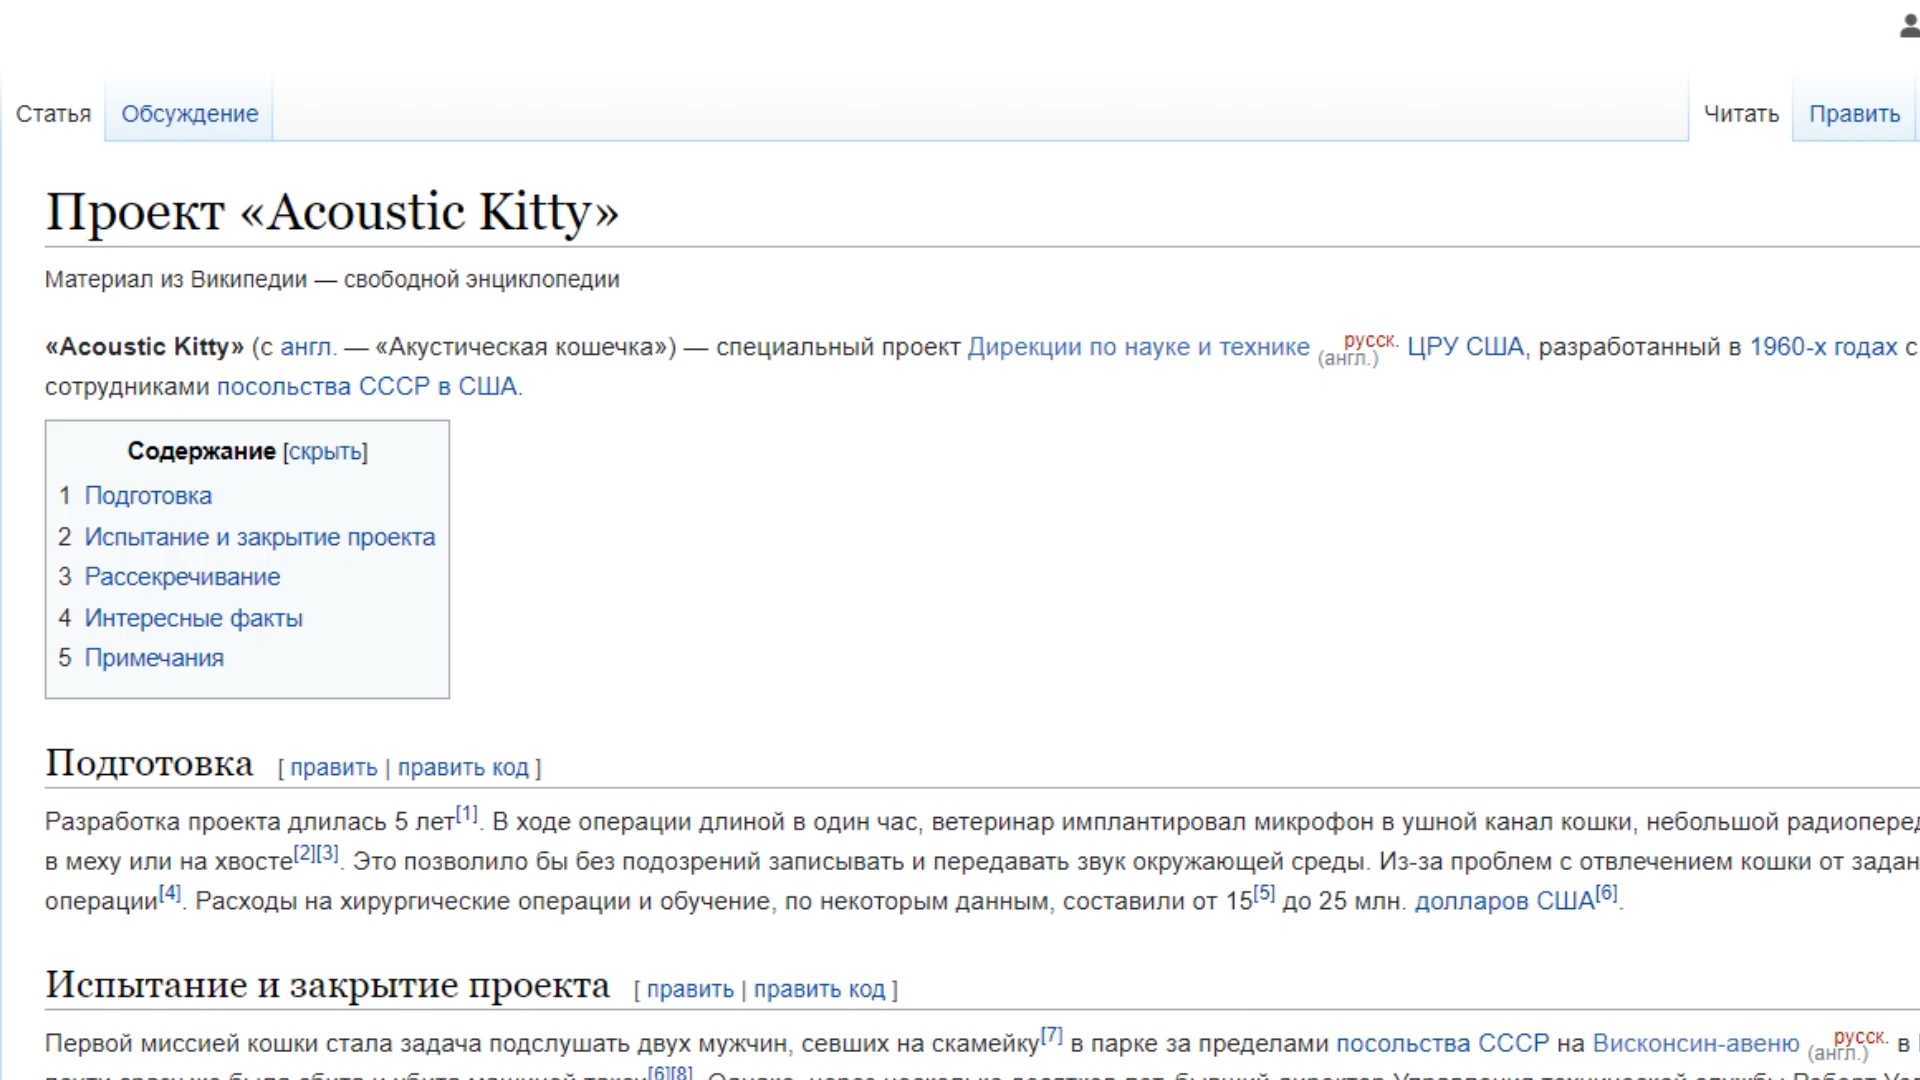 Статья Обсуждение Читать Править
Проект «Acoustic Kitty»
Материал из Википедии — свободной энциклопедии
«Acoustic Kitty» (с англ. — «Акустическая кошечка») — специальный проект Дирекции по науке и технике русск. (англ.) ЦРУ США, разработанный в 1960-х годах с
сотрудниками посольства СССР в США.
Содержание [скрыть]
1 Подготовка
2 Испытание и закрытие проекта
3 Рассекречивание
4 Интересные факты
5 Примечания
Подготовка [ править | править код ]
Разработка проекта длилась 5 лет[1]. В ходе операции длиной в один час, ветеринар имплантировал микрофон в ушной канал кошки, небольшой
в меху или на хвосте[2][3]. Это позволило бы без подозрений записывать и передавать звук окружающей среды. Из-за проблем с отвлечением кошки от
операции[4]. Расходы на хирургические операции и обучение, по некоторым данным, составили от 15[5] до 25 млн. долларов США[6].
Испытание и закрытие проекта [ править | править код ]
Первой миссией кошки стала задача подслушать двух мужчин, севших на скамейку[7] в парке за пределами посольства СССР на Висконсин-авеню русск. (англ.) в
[6][8]